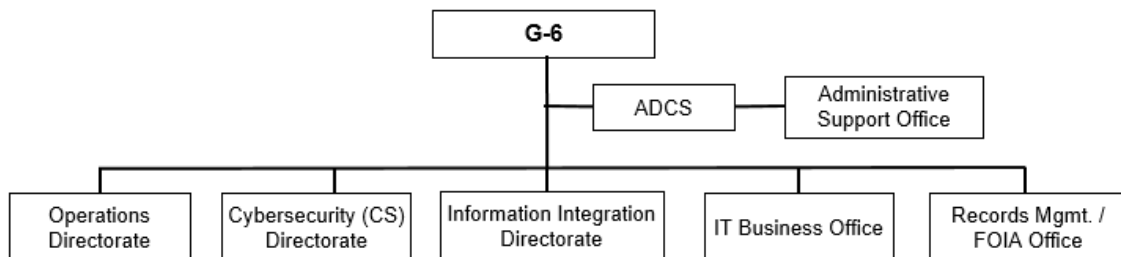 G-6
ADCS
Administrative
Support Office
Operations
Directorate
Cybersecurity (CS)
Directorate
Information Integration
Directorate
IT Business Office
Records Mgmt. /
FOIA Office